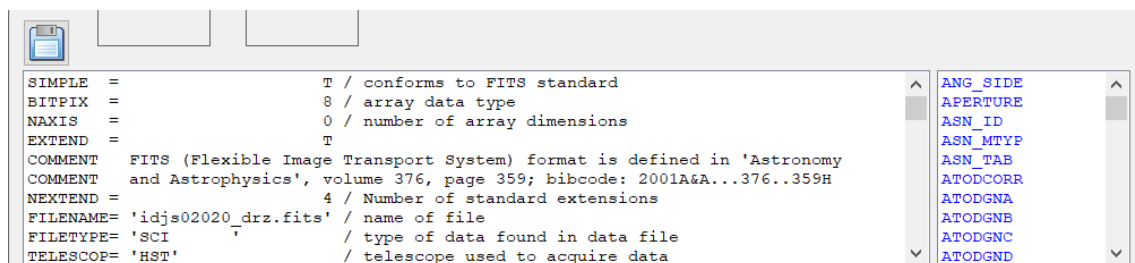 SIMPLE  =                    T / conforms to FITS standard
BITPIX  =                    8 / array data type
NAXIS   =                    0 / number of array dimensions
EXTEND  =                    T
COMMENT   FITS (Flexible Image Transport System) format is defined in 'Astronomy
COMMENT   and Astrophysics', volume 376, page 359; bibcode: 2001A&A...376..359H
NEXTEND =                    4 / Number of standard extensions
FILENAME= 'idjs02020_drz.fits' / name of file
FILETYPE= 'SCI      '          / type of data found in data file
TELESCOP= 'HST'                / telescope used to acquire data
ANG_SIDE
APERTURE
ASN_ID
ASN_MTYP
ASN_TAB
ATODCORR
ATODGNA
ATODGNB
ATODGNC
ATODGND